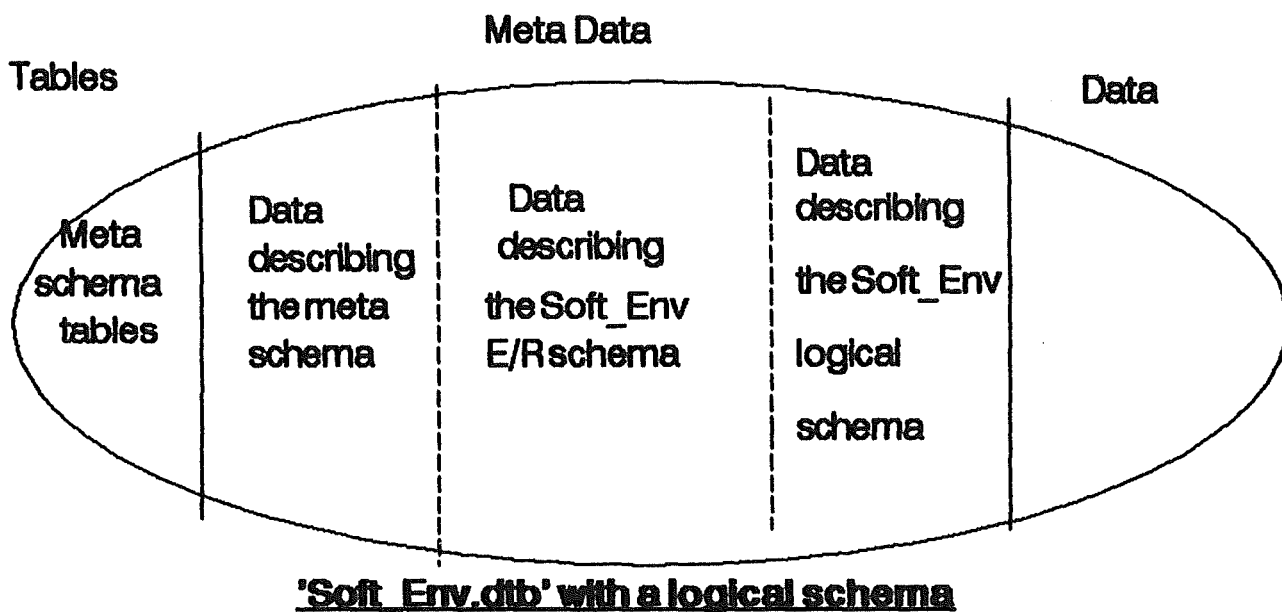 Meta Data
Tables
Data
Meta
schema
tables
Data
describing
the meta
schema
Data
describing
the Soft_Env
E/R schema
Data
describing
the Soft_Env
logical
schema
'Soft_Env.dtb' with a logical schema